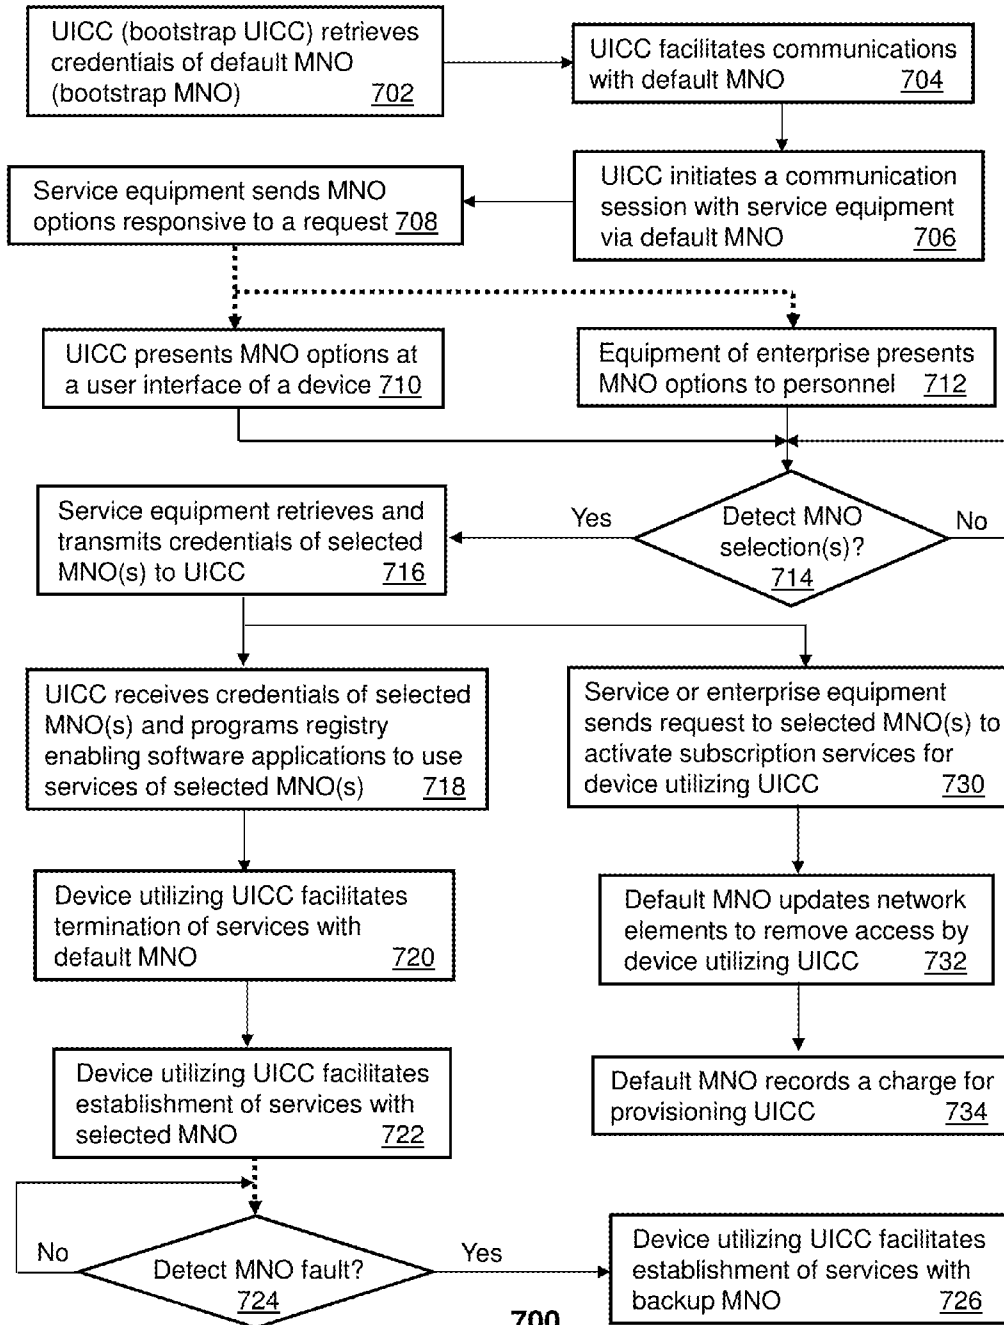 UICC (bootstrap UICC) retrieves
credentials of default MNO
(bootstrap MNO) 702
UICC facilitates communications
with default MNO 704
UICC initiates a communication
session with service equipment
via default MNO 706
Service equipment sends MNO
options responsive to a request 708
UICC presents MNO options at
a user interface of a device 710
Equipment of enterprise presents
MNO options to personnel 712
Detect MNO
selection(s)?
714
Yes
No
Service equipment retrieves and
transmits credentials of selected
MNO(s) to UICC 716
UICC receives credentials of selected
MNO(s) and programs registry
enabling software applications to use
services of selected MNO(s) 718
Service or enterprise equipment
sends request to selected MNO(s) to
activate subscription services for
device utilizing UICC 730
Device utilizing UICC facilitates
termination of services with
default MNO 720
Default MNO updates network
elements to remove access by
device utilizing UICC 732
Device utilizing UICC facilitates
establishment of services with
selected MNO 722
Default MNO records a charge for
provisioning UICC 734
No
Detect MNO fault?
724
Yes
Device utilizing UICC facilitates
establishment of services with
backup MNO 726
700